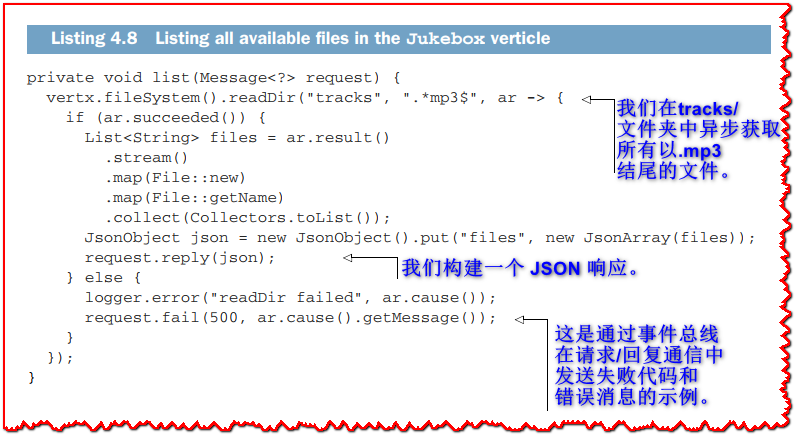 Listing 4.8 Listing all available files in the Jukebox verticle
private void list(Message<?> request) {
vertx.fileSystem().readDir("tracks", ".*mp3$", ar -> {
if (ar.succeeded()) {
List<String> files = ar.result()
.stream()
.map(File::new)
.map(File::getName)
.collect(Collectors.toList());
JsonObject json = new JsonObject().put("files", new JsonArray(files));
request.reply(json);
} else {
logger.error("readDir failed", ar.cause());
request.fail(500, ar.cause().getMessage());
}
});
}
我们在tracks/
文件夹中异步获取
所有以.mp3
结尾的文件。
我们构建一个 JSON 响应。
这是通过事件总线
在请求/回复通信中
发送失败代码和
错误消息的示例。